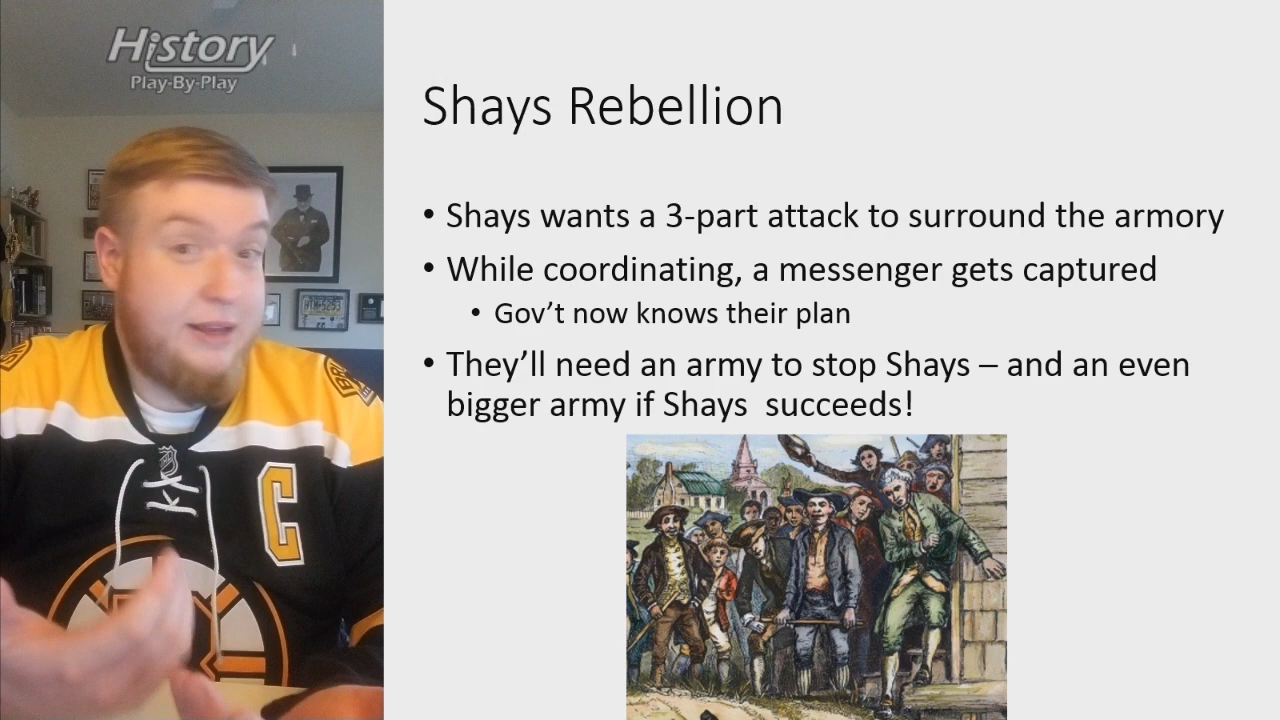 History
Play-By-Play
Shays Rebellion
• Shays wants a 3-part attack to surround the armory
• While coordinating, a messenger gets captured
• Gov't now knows their plan
• They'll need an army to stop Shays – and an even
bigger army if Shays  succeeds!
C